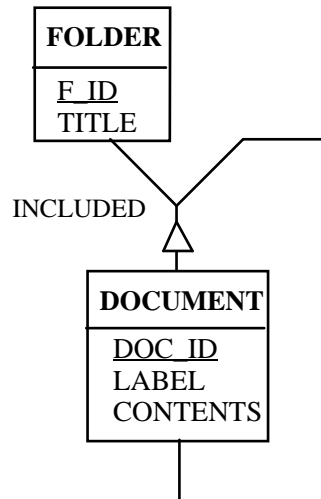 FOLDER
F_ID
TITLE
INCLUDED
DOCUMENT
DOC_ID
LABEL
CONTENTS